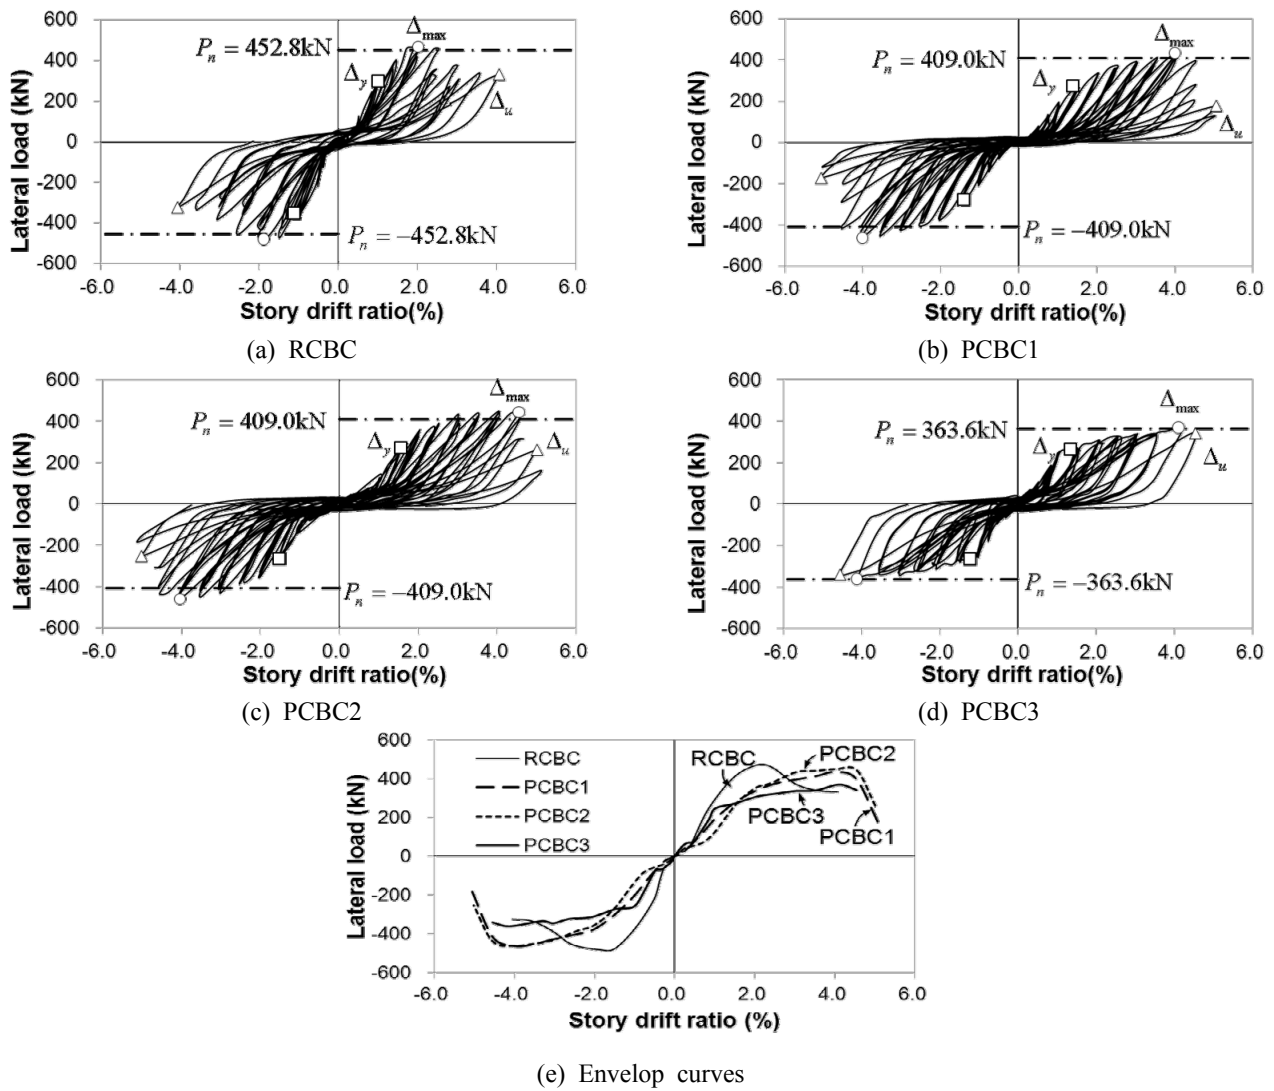 600
400
200
0
-200
-400
-600
-6.0 -4.0 -2.0 0.0 2.0 4.0 6.0
Lateral load (kN)
Story drift ratio(%)
Pn = 452.8kN
Δmax
Δy
Δu
Pn = −452.8kN
(a) RCBC
600
400
200
0
-200
-400
-600
-6.0 -4.0 -2.0 0.0 2.0 4.0 6.0
Lateral load (kN)
Story drift ratio(%)
Pn = 409.0kN
Δmax
Δy
Δu
Pn = −409.0kN
(b) PCBC1
600
400
200
0
-200
-400
-600
-6.0 -4.0 -2.0 0.0 2.0 4.0 6.0
Lateral load (kN)
Story drift ratio(%)
Pn = 409.0kN
Δmax
Δy
Δu
Pn = −409.0kN
(c) PCBC2
600
400
200
0
-200
-400
-600
-6.0 -4.0 -2.0 0.0 2.0 4.0 6.0
Lateral load (kN)
Story drift ratio(%)
Pn = 363.6kN
Δmax
Δy
Δu
Pn = −363.6kN
(d) PCBC3
600
400
200
0
-200
-400
-600
-6.0 -4.0 -2.0 0.0 2.0 4.0 6.0
Lateral load (kN)
Story drift ratio (%)
RCBC
PCBC1
PCBC2
PCBC3
RCBC
PCBC2
PCBC3
PCBC1
(e) Envelop curves